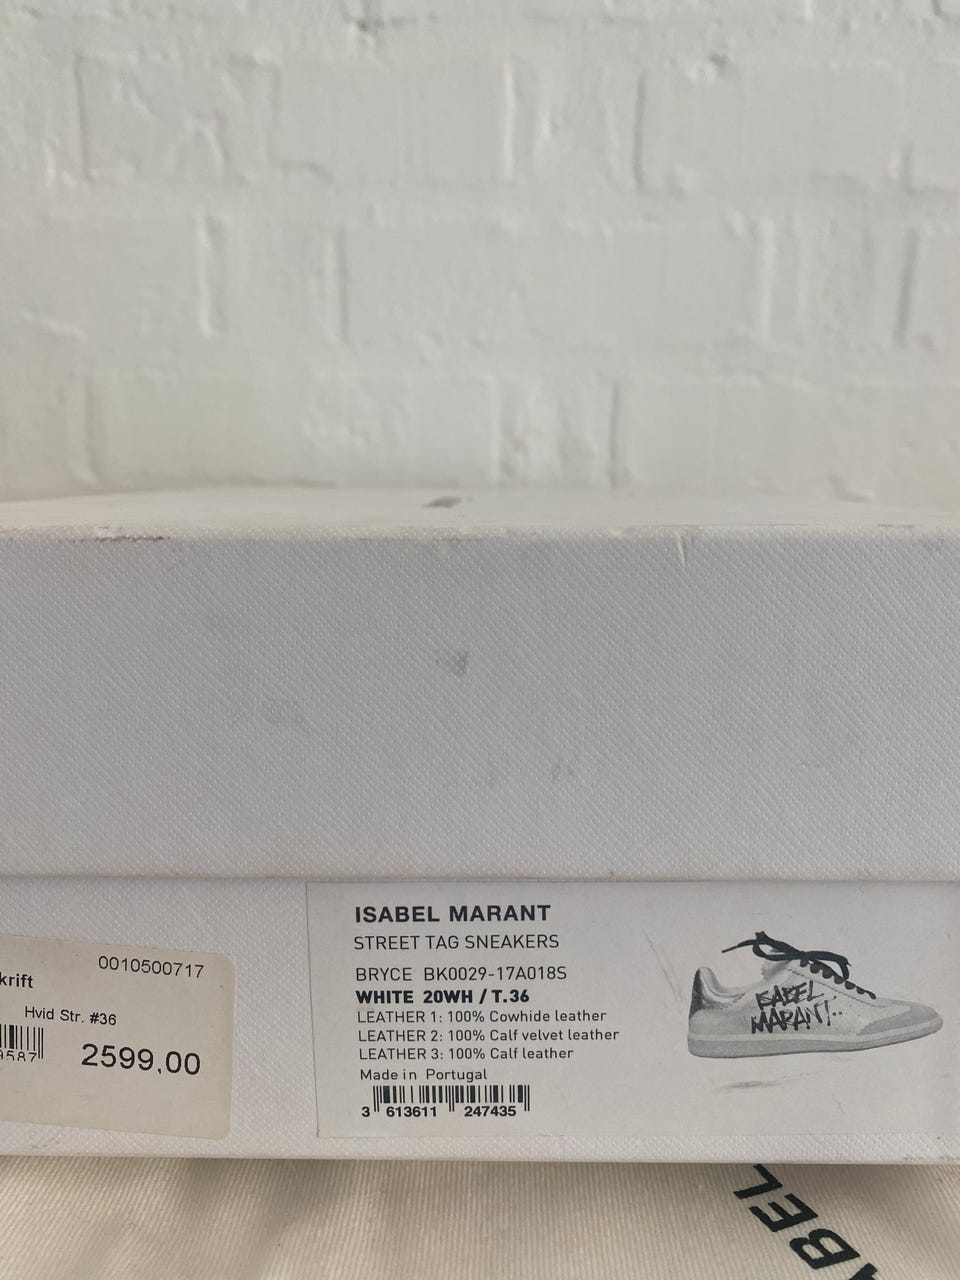 ISABEL MARANT
STREET TAG SNEAKERS
BRYCE BK0029-17A018S
WHITE 20WH / T.36
LEATHER 1: 100% Cowhide leather
LEATHER 2: 100% Calf velvet leather
LEATHER 3: 100% Calf leather
Made in Portugal
3 613611 247435
ISABEL
MARANT..
0010500717
krift
Hvid Str. #36
9587
2599,00
ABEL